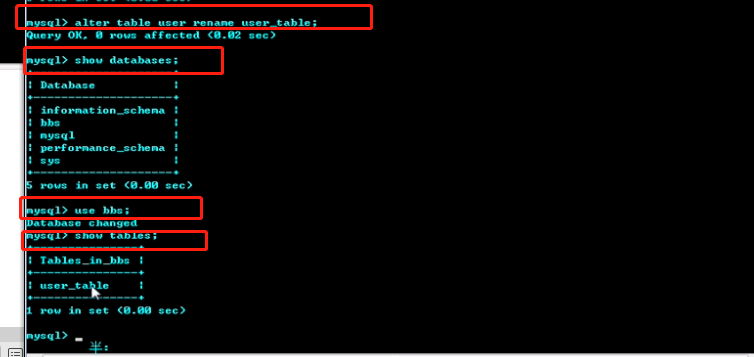 mysql> alter table user rename user_table;
Query OK, 0 rows affected (0.02 sec)
mysql> show databases;
+--------------------+
| Database           |
+--------------------+
| information_schema |
| bbs                |
| mysql              |
| performance_schema |
| sys                |
+--------------------+
5 rows in set (0.00 sec)
mysql> use bbs;
Database changed
mysql> show tables;
+---------------+
| Tables_in_bbs |
+---------------+
| user_table    |
+---------------+
1 row in set (0.00 sec)
mysql> _
半: